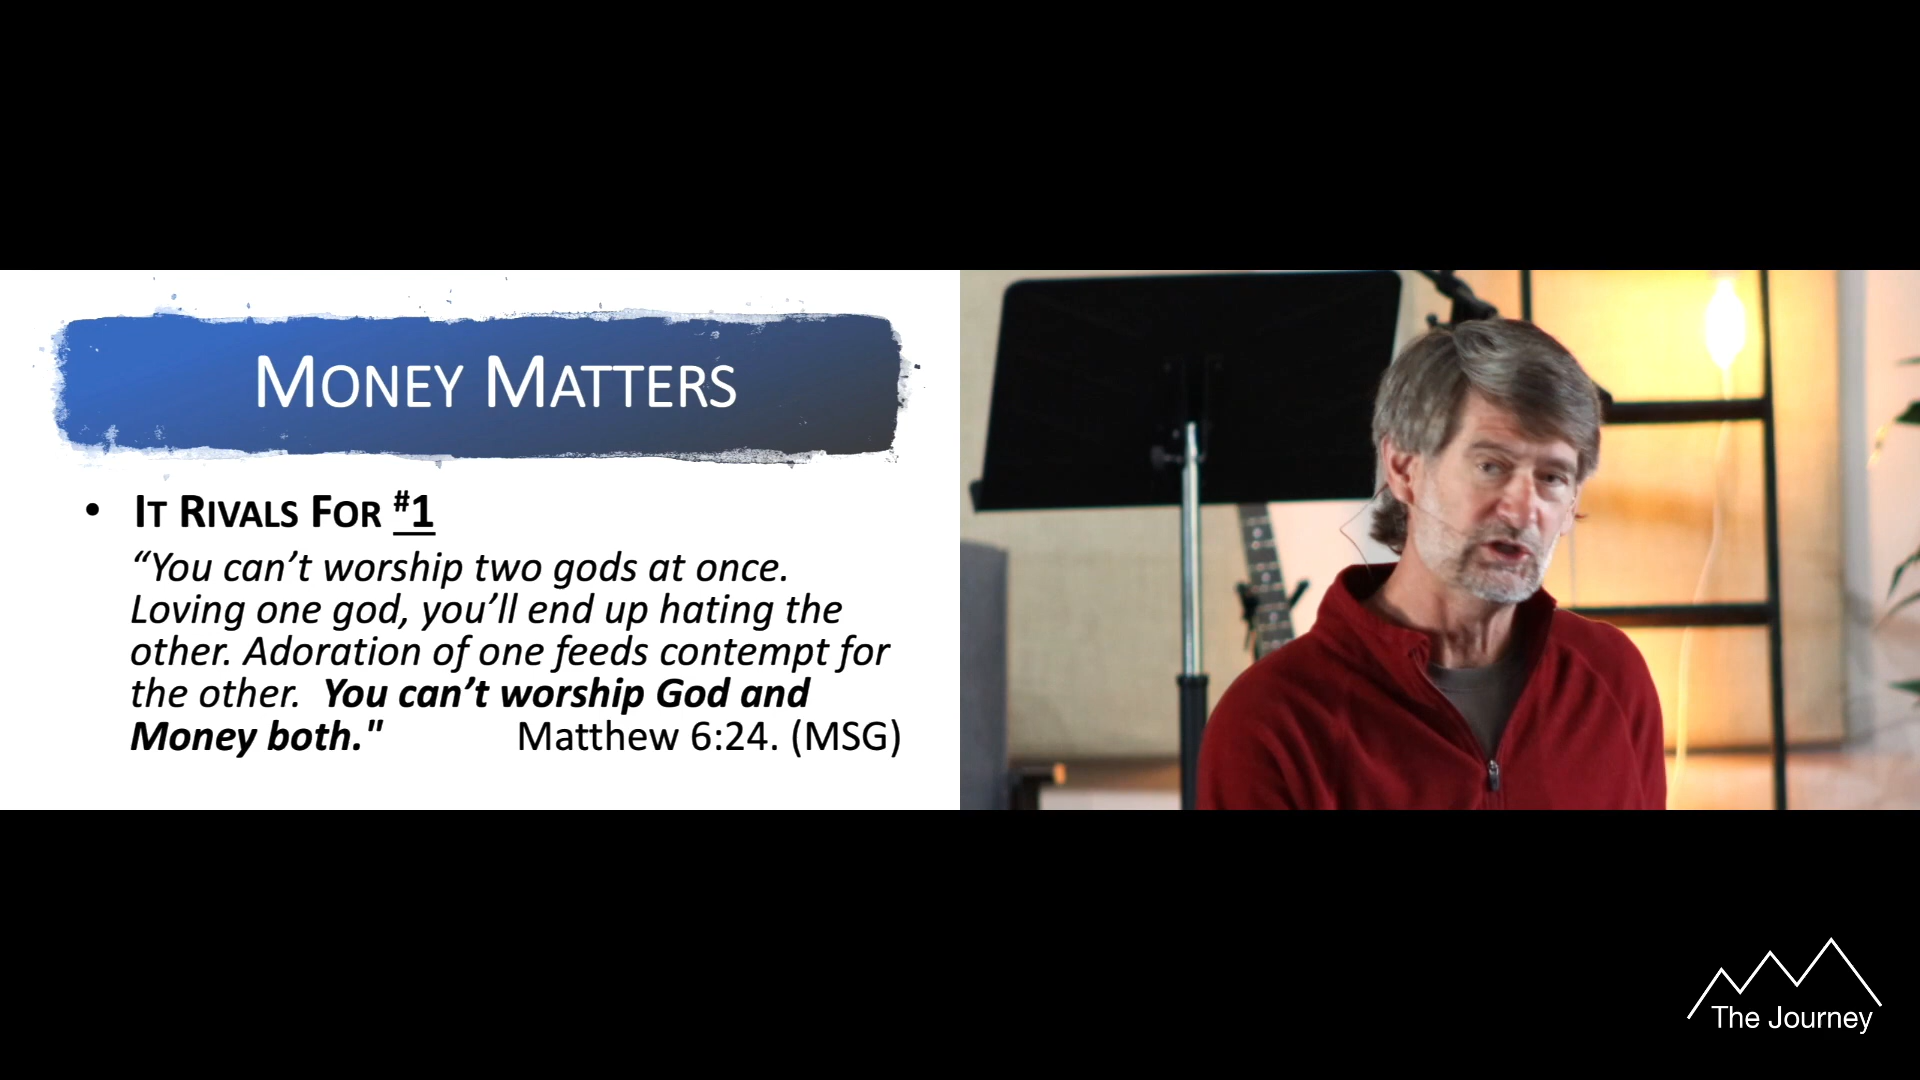 MONEY MATTERS
• IT RIVALS FOR #1
“You can’t worship two gods at once.
Loving one god, you’ll end up hating the
other. Adoration of one feeds contempt for
the other. You can’t worship God and
Money both." Matthew 6:24. (MSG)
The Journey